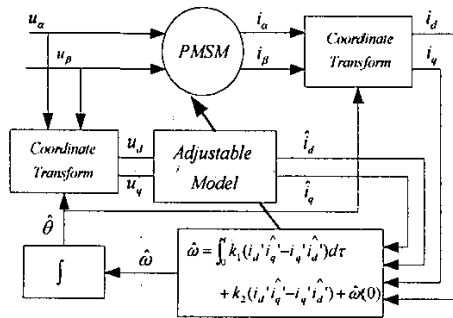 u_α
u_β
PMSM
i_α
i_β
Coordinate
Transform
i_d
i_q
Coordinate
Transform
u_d
u_q
Adjustable
Model
î_d
î_q
θ̂
∫
ω̂
ω̂ = ∫₀ᵗ k₁(i_d' î_q' − i_q' î_d')dτ
+ k₂(i_d' î_q' − i_q' î_d') + ω̂(0)